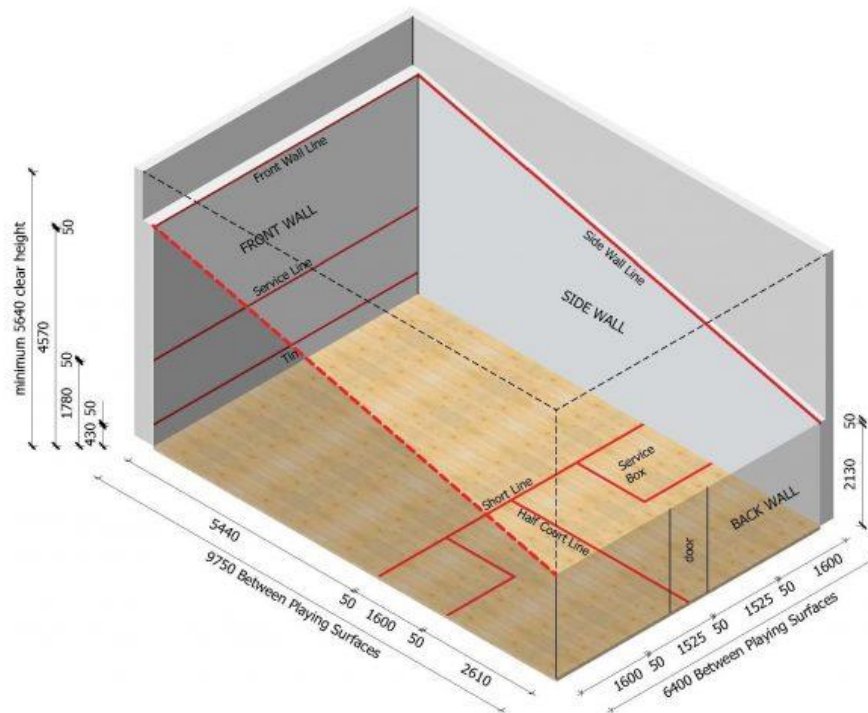 Front Wall Line
FRONT WALL
Service Line
Tin
Side Wall Line
SIDE WALL
Service
Box
Short Line
Half Court Line
door
BACK WALL
minimum 5640 clear height
4570
50
1780
50
430
50
50
2130
5440
50
1600
50
2610
9750 Between Playing Surfaces
1600
50
1525
50
1525
50
1600
6400 Between Playing Surfaces